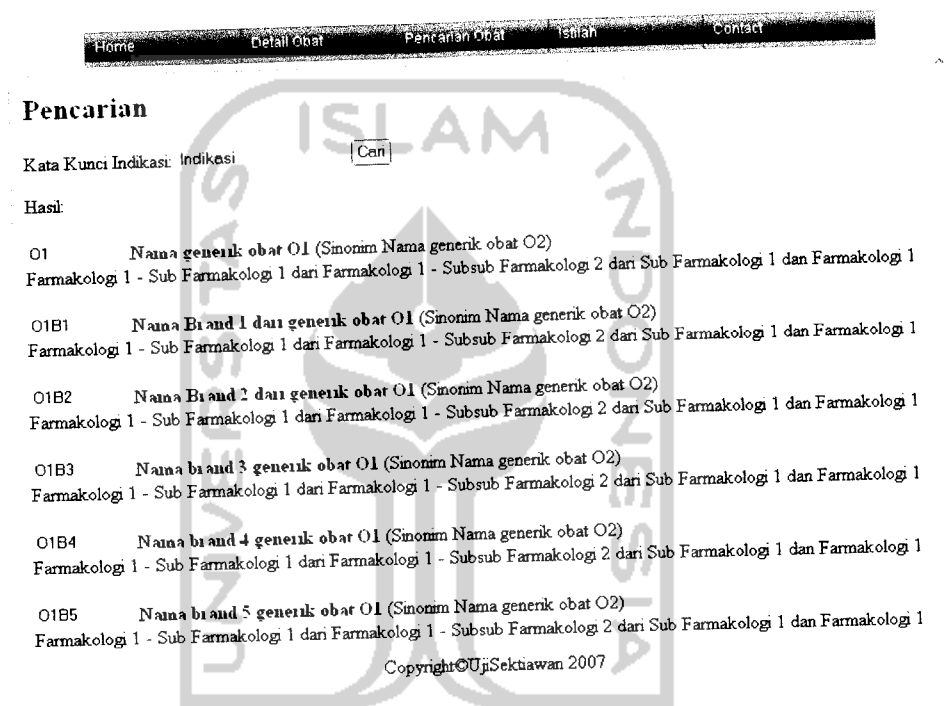 Home Detail Obat Pencarian Obat Istilah Contact
Pencarian
Kata Kunci Indikasi: Indikasi Cari
Hasil:
O1 Nama generik obat O1 (Sinonim Nama generik obat O2)
Farmakologi 1 - Sub Farmakologi 1 dari Farmakologi 1 - Subsub Farmakologi 2 dari Sub Farmakologi 1 dan Farmakologi 1
O1B1 Nama Brand 1 dari generik obat O1 (Sinonim Nama generik obat O2)
Farmakologi 1 - Sub Farmakologi 1 dari Farmakologi 1 - Subsub Farmakologi 2 dari Sub Farmakologi 1 dan Farmakologi 1
O1B2 Nama Brand 2 dari generik obat O1 (Sinonim Nama generik obat O2)
Farmakologi 1 - Sub Farmakologi 1 dari Farmakologi 1 - Subsub Farmakologi 2 dari Sub Farmakologi 1 dan Farmakologi 1
O1B3 Nama brand 3 generik obat O1 (Sinonim Nama generik obat O2)
Farmakologi 1 - Sub Farmakologi 1 dari Farmakologi 1 - Subsub Farmakologi 2 dari Sub Farmakologi 1 dan Farmakologi 1
O1B4 Nama brand 4 generik obat O1 (Sinonim Nama generik obat O2)
Farmakologi 1 - Sub Farmakologi 1 dari Farmakologi 1 - Subsub Farmakologi 2 dari Sub Farmakologi 1 dan Farmakologi 1
O1B5 Nama brand 5 generik obat O1 (Sinonim Nama generik obat O2)
Farmakologi 1 - Sub Farmakologi 1 dari Farmakologi 1 - Subsub Farmakologi 2 dari Sub Farmakologi 1 dan Farmakologi 1
Copyright©UjiSektiawan 2007
UNIVERSITAS
ISLAM
INDONESIA